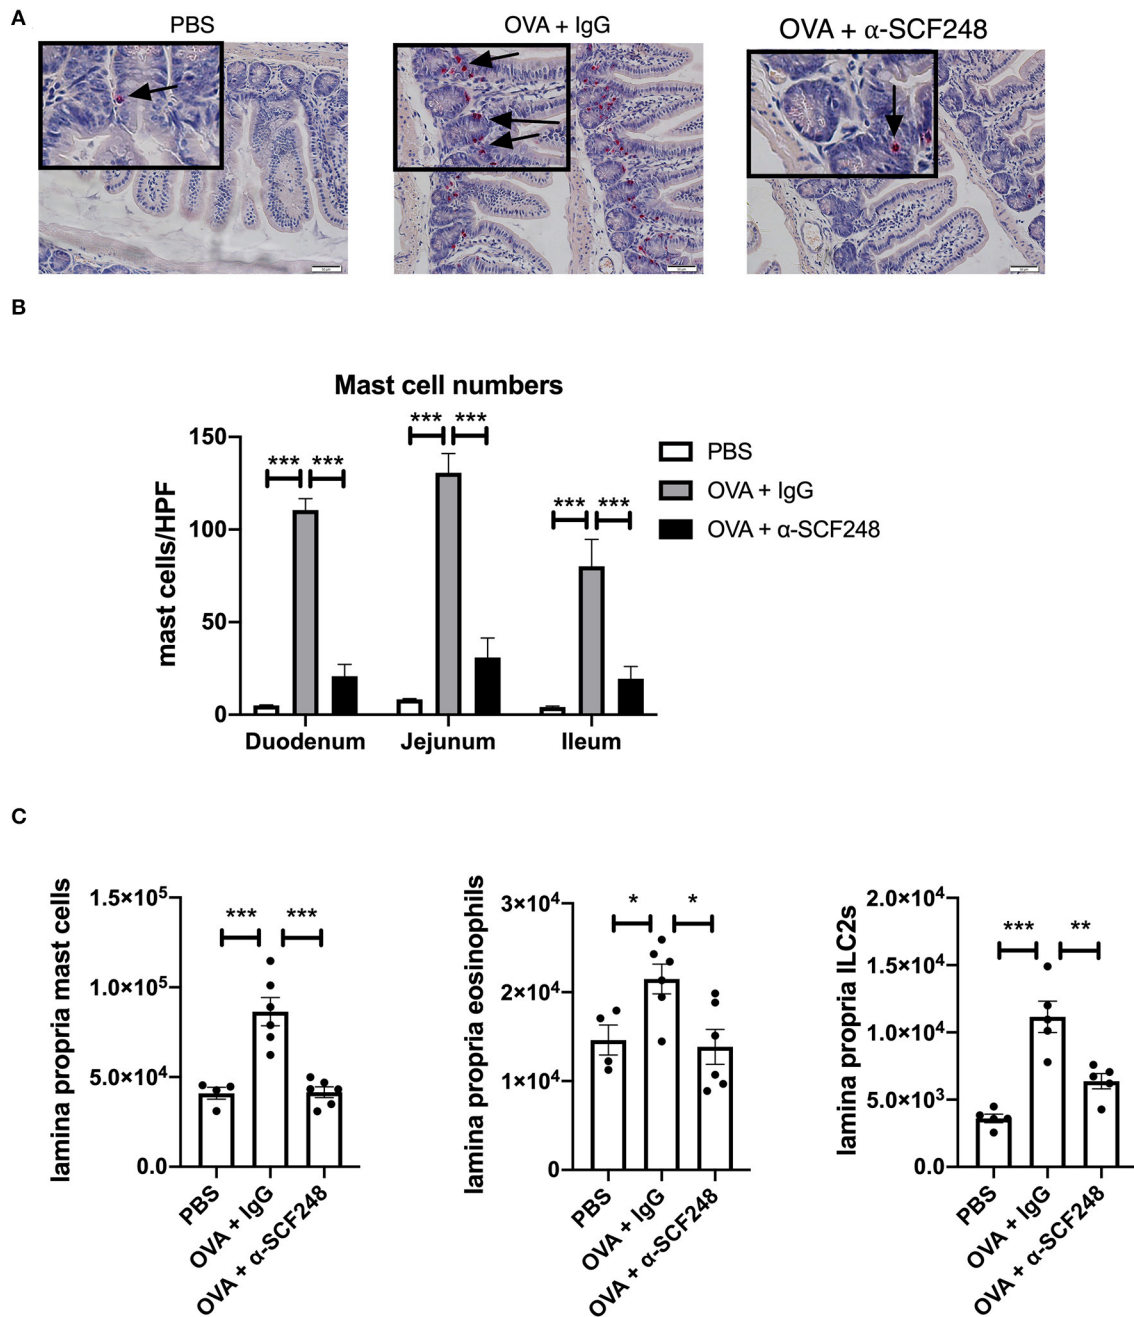 A
PBS
OVA + IgG
OVA + α-SCF248
B
Mast cell numbers
mast cells/HPF
150
100
50
0
*** ***
*** ***
*** ***
Duodenum
Jejunum
Ileum
PBS
OVA + IgG
OVA + α-SCF248
C
lamina propria mast cells
1.5×10⁵
1.0×10⁵
5.0×10⁴
0.0
*** ***
PBS
OVA + IgG
OVA + α-SCF248
lamina propria eosinophils
3×10⁴
2×10⁴
1×10⁴
0
* *
PBS
OVA + IgG
OVA + α-SCF248
lamina propria ILC2s
2.0×10⁴
1.5×10⁴
1.0×10⁴
5.0×10³
0.0
*** **
PBS
OVA + IgG
OVA + α-SCF248